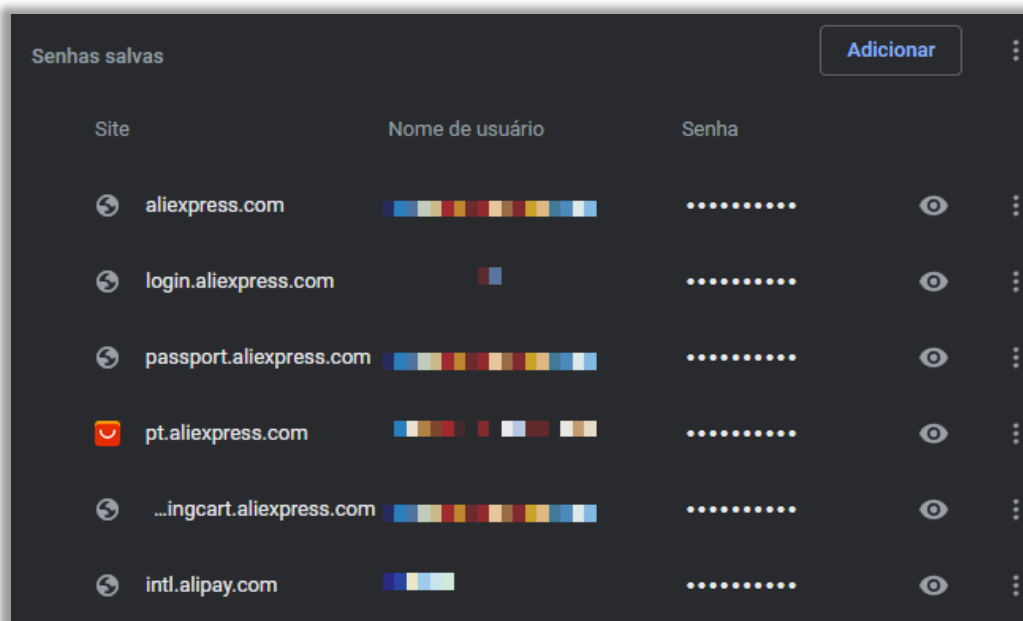 Senhas salvas Adicionar
Site Nome de usuário Senha
aliexpress.com ••••••••••
login.aliexpress.com ••••••••••
passport.aliexpress.com ••••••••••
pt.aliexpress.com ••••••••••
...ingcart.aliexpress.com ••••••••••
intl.alipay.com ••••••••••